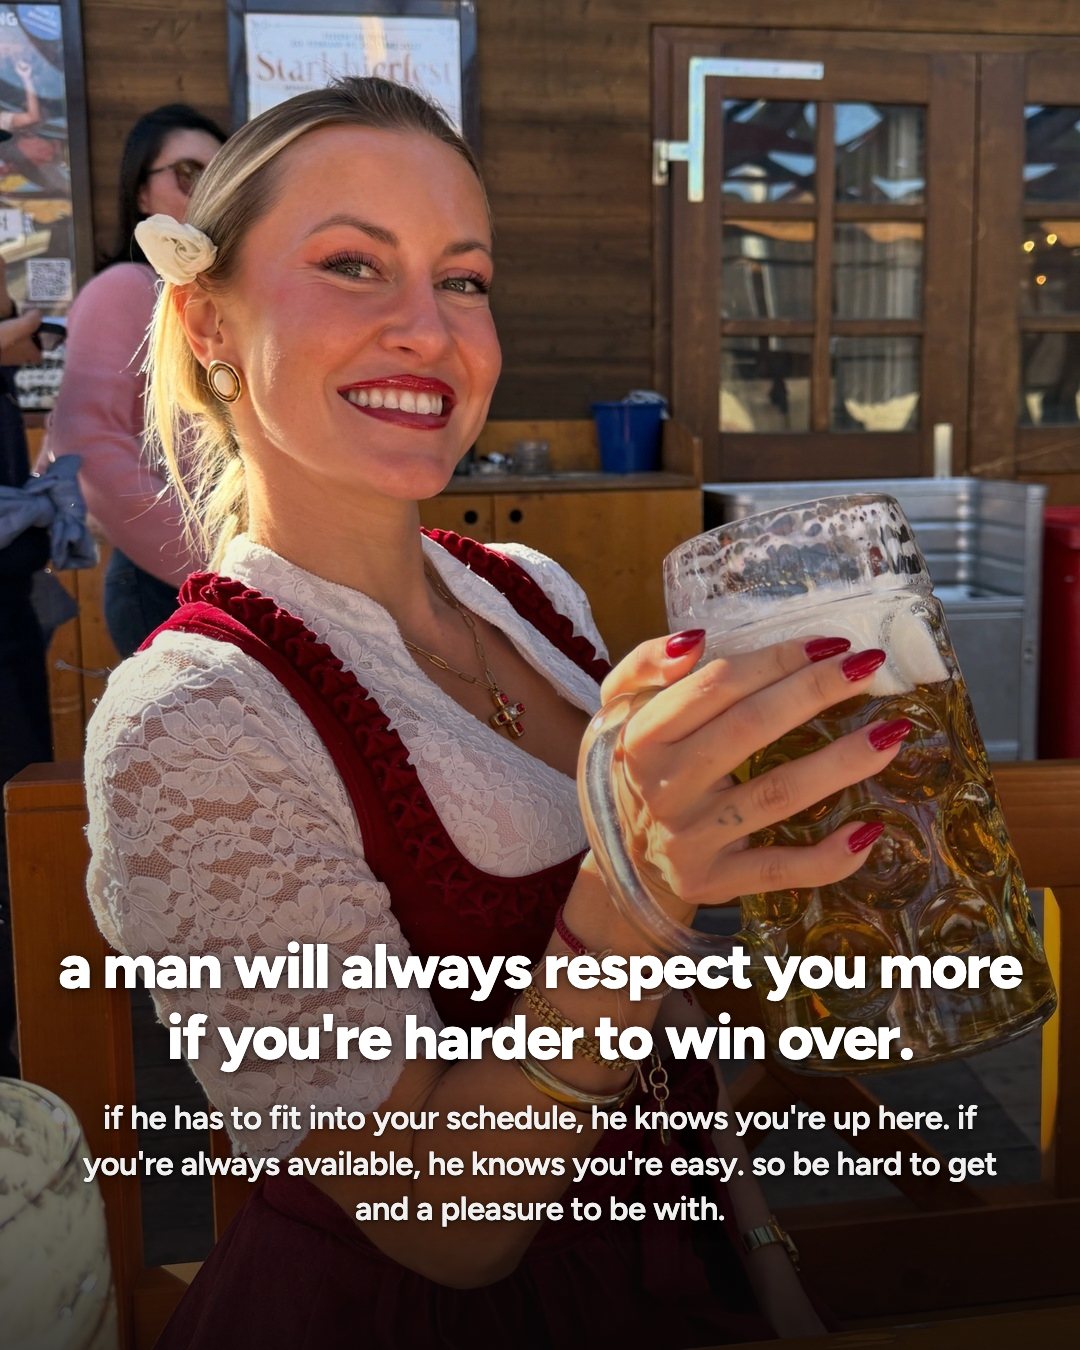 Starkbierfest
a man will always respect you more
if you're harder to win over.
if he has to fit into your schedule, he knows you're up here. if
you're always available, he knows you're easy. so be hard to get
and a pleasure to be with.